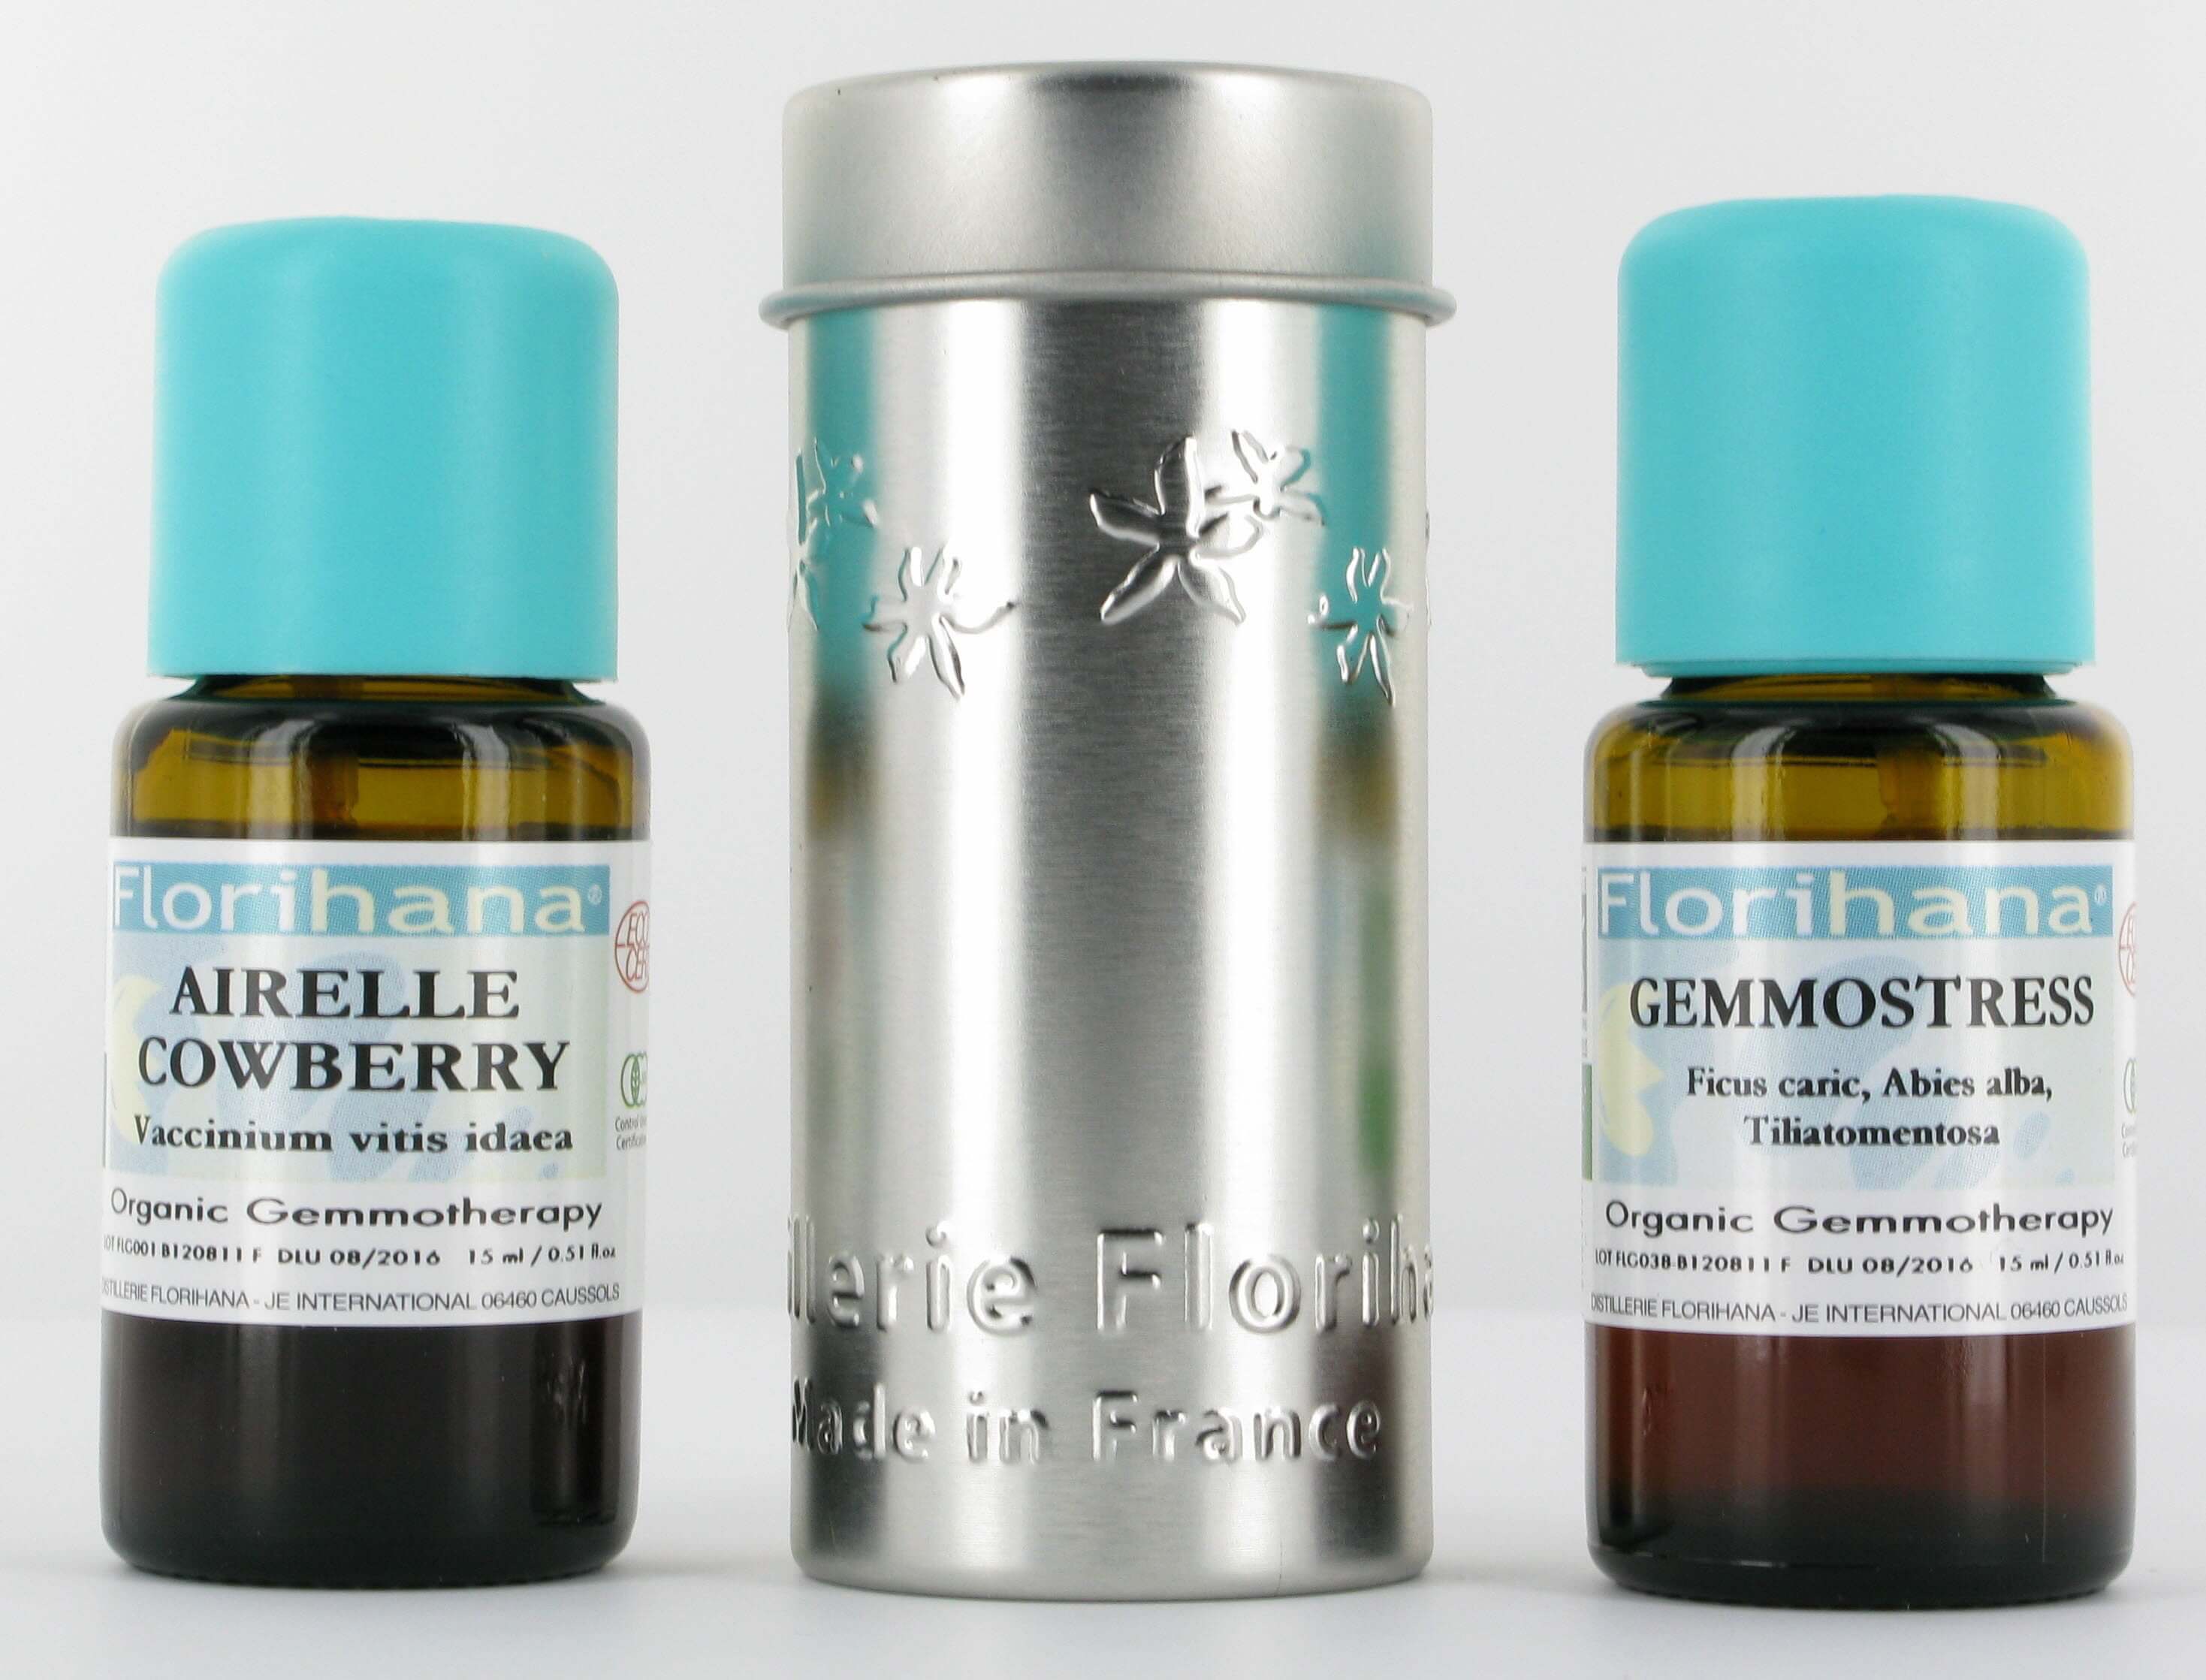 Florihana®
AIRELLE
COWBERRY
Vaccinium vitis idaea
Organic Gemmotherapy
LOT FLG001 B120811 F DLU 08/2016 15 ml / 0.51 fl.oz
DISTILLERIE FLORIHANA - JE INTERNATIONAL 06460 CAUSSOLS
ECO
CER
Control
illerie Floriha
Made in France
Florihana®
GEMMOSTRESS
Ficus caric, Abies alba,
Tiliatomentosa
Organic Gemmotherapy
LOT FLG038-B120811 F DLU 08/2016 15 ml / 0.51 fl.oz
DISTILLERIE FLORIHANA - JE INTERNATIONAL 06460 CAUSSOLS